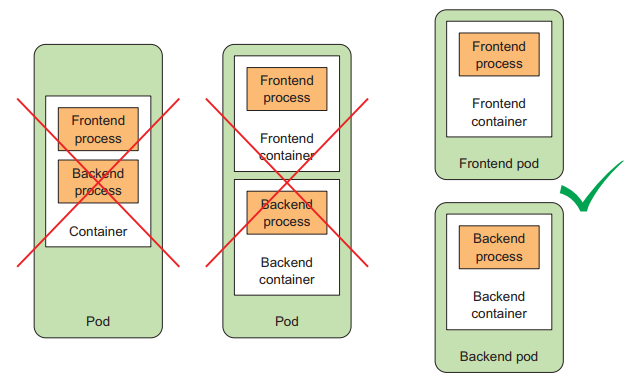 Frontend
process
Backend
process
Container
Pod
Frontend
process
Frontend
container
Backend
process
Backend
container
Pod
Frontend
process
Frontend
container
Frontend pod
Backend
process
Backend
container
Backend pod